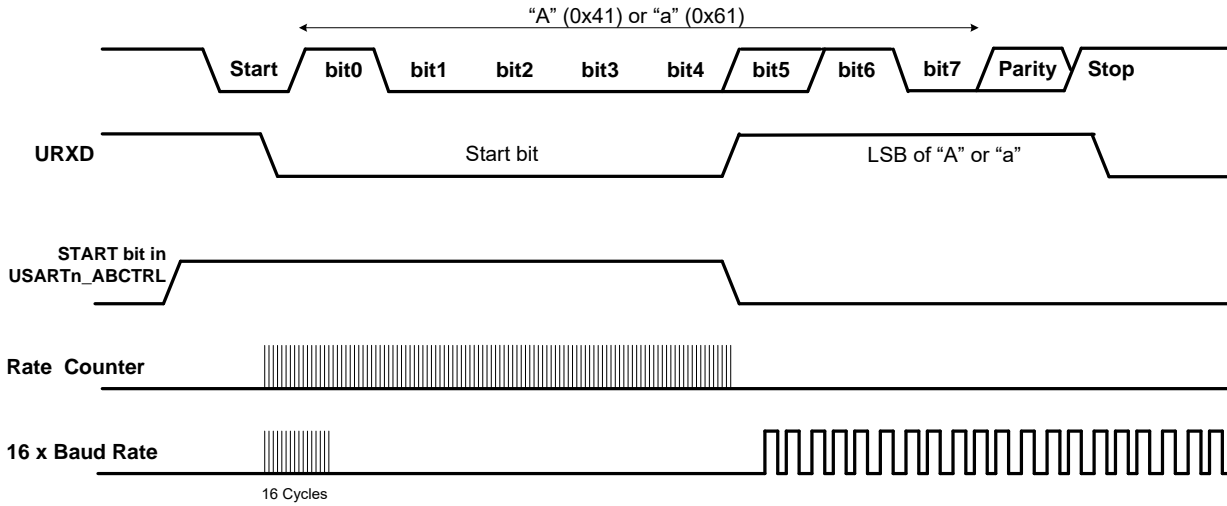 “A” (0x41) or “a” (0x61)
Start bit0 bit1 bit2 bit3 bit4 bit5 bit6 bit7 Parity Stop
URXD Start bit LSB of “A” or “a”
START bit in
USARTn_ABCTRL
Rate Counter
16 x Baud Rate
16 Cycles